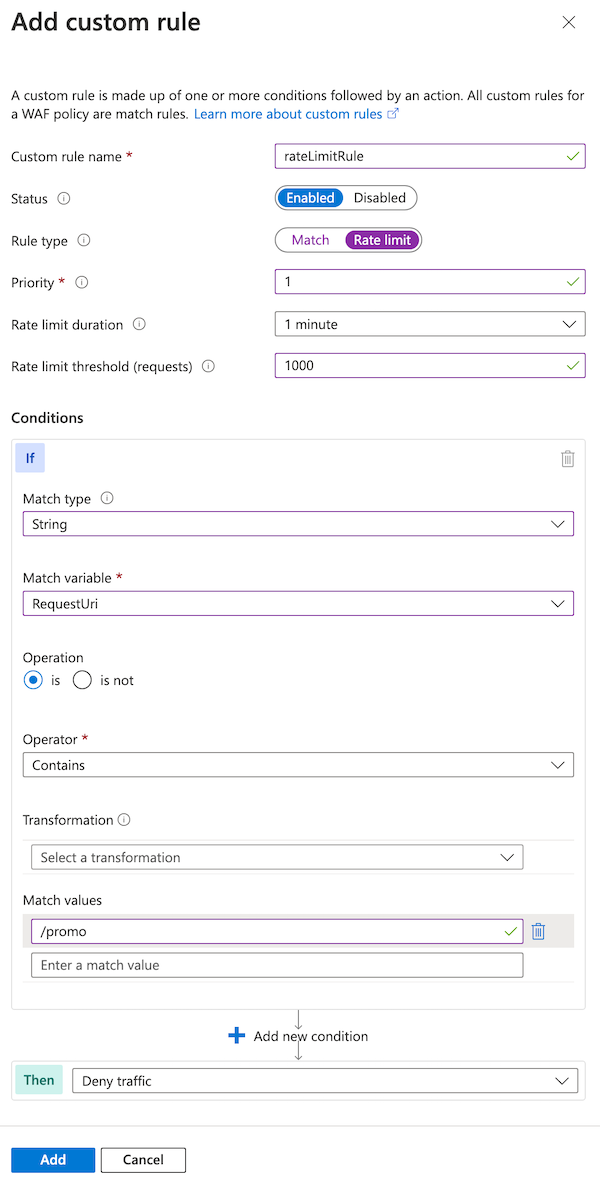 Add custom rule
A custom rule is made up of one or more conditions followed by an action. All custom rules for
a WAF policy are match rules. Learn more about custom rules
Custom rule name *
rateLimitRule
Status
Enabled Disabled
Rule type
Match Rate limit
Priority *
1
Rate limit duration
1 minute
Rate limit threshold (requests)
1000
Conditions
If
Match type
String
Match variable *
RequestUri
Operation
is is not
Operator *
Contains
Transformation
Select a transformation
Match values
/promo
Enter a match value
Add new condition
Then Deny traffic
Add Cancel